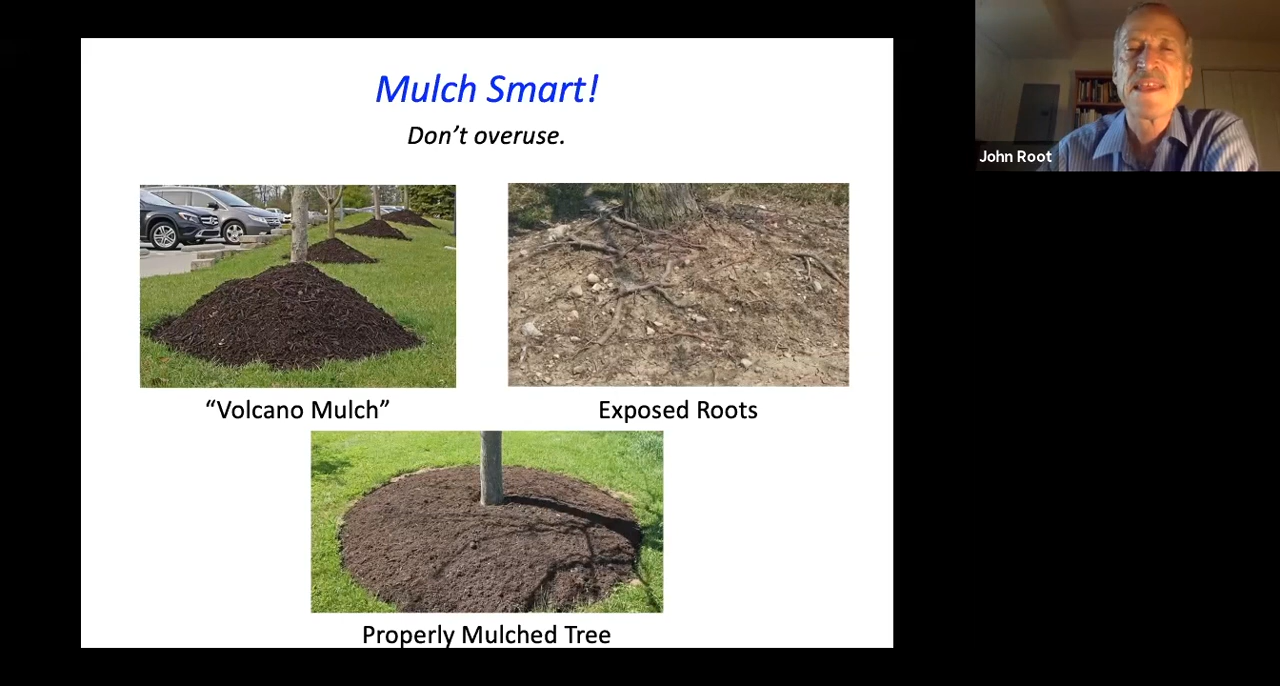 Mulch Smart!
Don’t overuse.
John Root
“Volcano Mulch”
Exposed Roots
Properly Mulched Tree